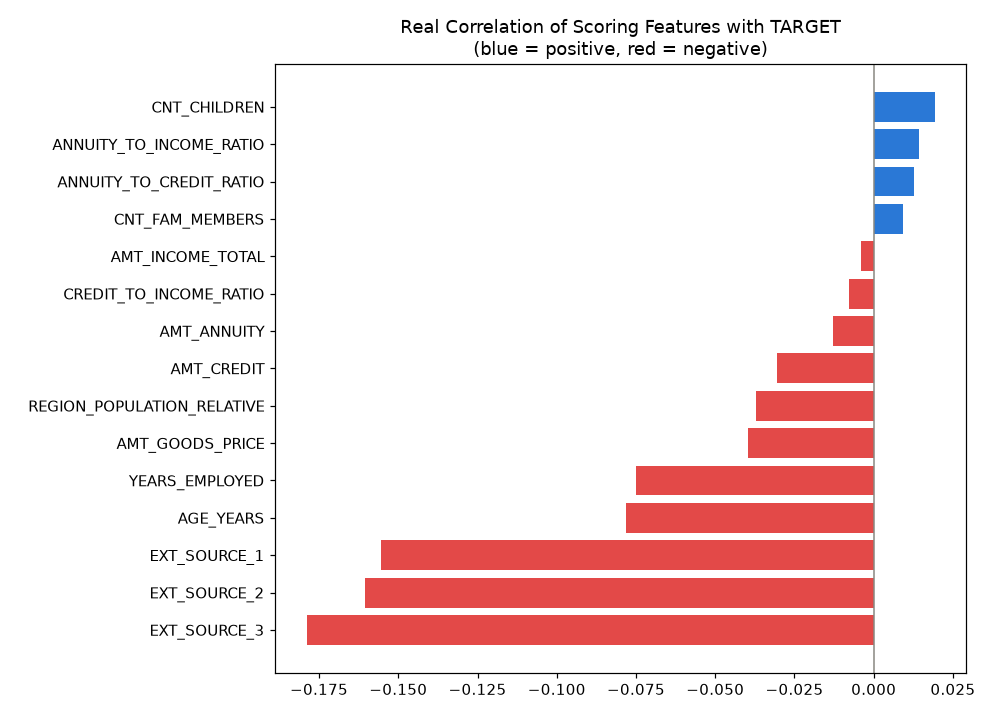 Real Correlation of Scoring Features with TARGET
(blue = positive, red = negative)
CNT_CHILDREN
ANNUITY_TO_INCOME_RATIO
ANNUITY_TO_CREDIT_RATIO
CNT_FAM_MEMBERS
AMT_INCOME_TOTAL
CREDIT_TO_INCOME_RATIO
AMT_ANNUITY
AMT_CREDIT
REGION_POPULATION_RELATIVE
AMT_GOODS_PRICE
YEARS_EMPLOYED
AGE_YEARS
EXT_SOURCE_1
EXT_SOURCE_2
EXT_SOURCE_3
−0.175 −0.150 −0.125 −0.100 −0.075 −0.050 −0.025 0.000 0.025